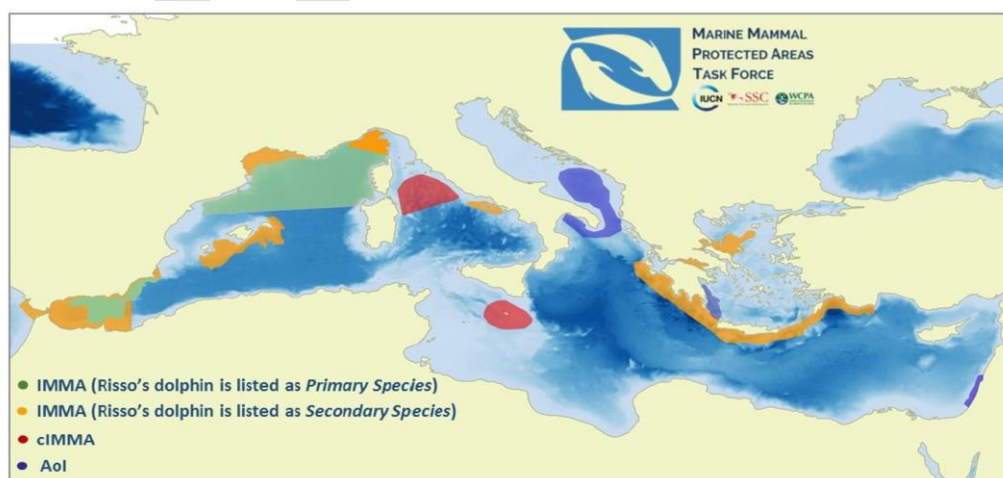 MARINE MAMMAL
PROTECTED AREAS
TASK FORCE
IUCN SSC WCPA
IMMA (Risso's dolphin is listed as Primary Species)
IMMA (Risso's dolphin is listed as Secondary Species)
cIMMA
AoI